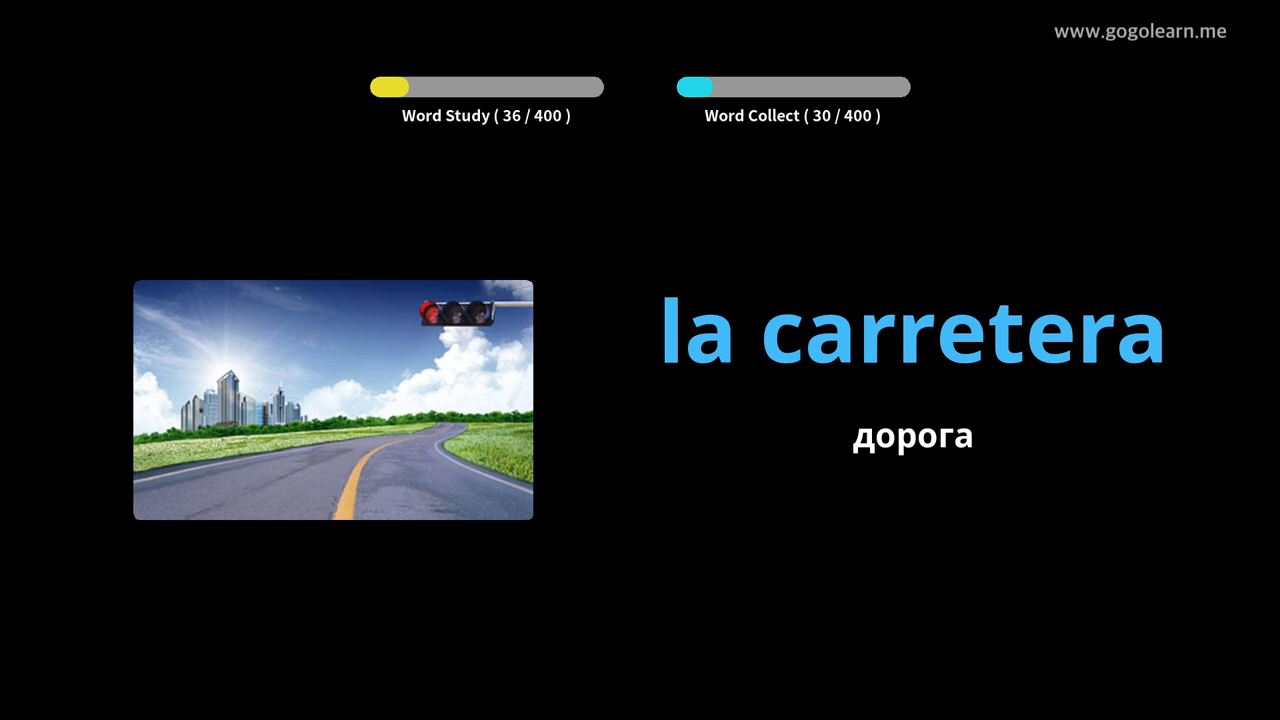 www.gogolearn.me
Word Study ( 36 / 400 )
Word Collect ( 30 / 400 )
la carretera
дорога